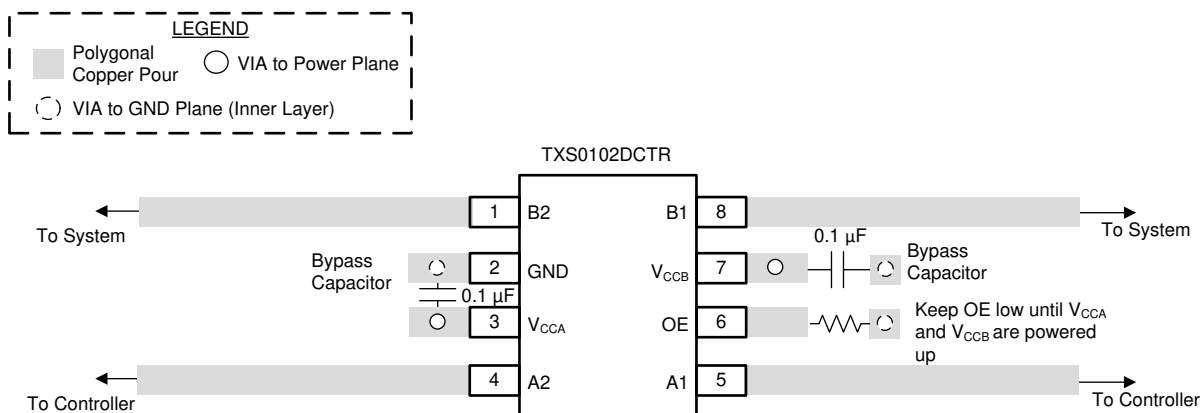 LEGEND
Polygonal
Copper Pour
VIA to Power Plane
VIA to GND Plane (Inner Layer)
TXS0102DCTR
1
B2
B1
8
To System
To System
0.1 µF
Bypass
Capacitor
2
GND
VCCB
7
Bypass
Capacitor
0.1 µF
3
VCCA
OE
6
Keep OE low until VCCA
and VCCB are powered
up
4
A2
A1
5
To Controller
To Controller